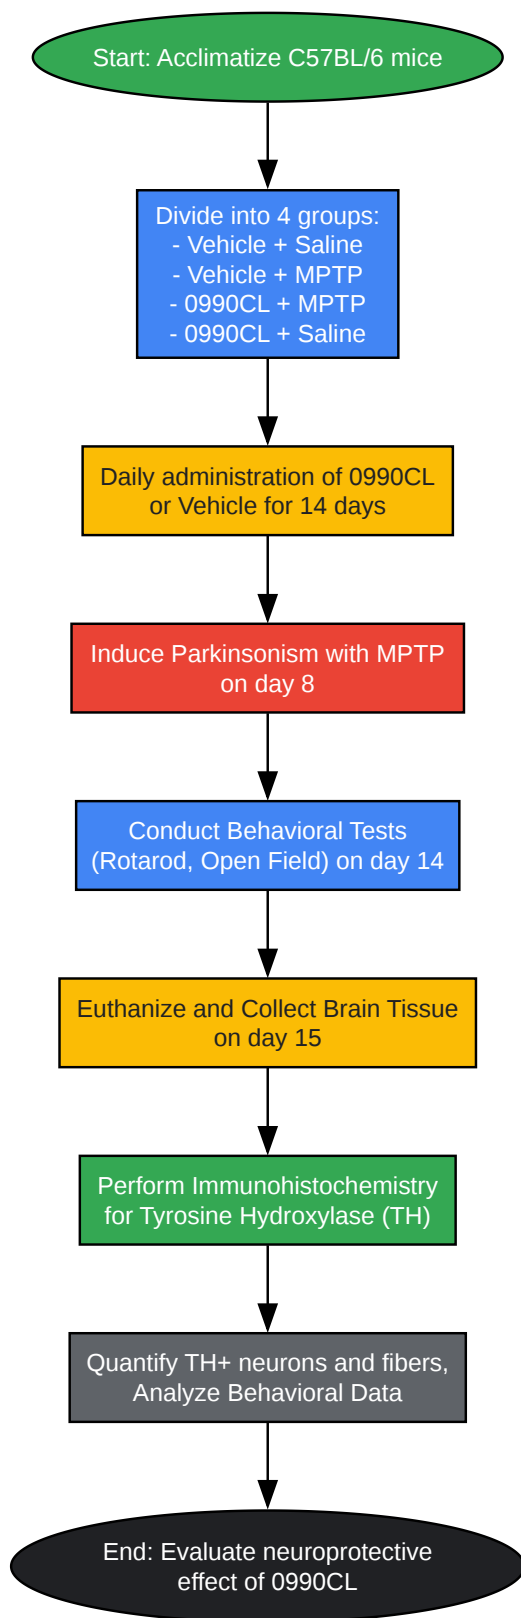 Start: Acclimatize C57BL/6 mice
Divide into 4 groups:
- Vehicle + Saline
- Vehicle + MPTP
- 0990CL + MPTP
- 0990CL + Saline
Daily administration of 0990CL
or Vehicle for 14 days
Induce Parkinsonism with MPTP
on day 8
Conduct Behavioral Tests
(Rotarod, Open Field) on day 14
Euthanize and Collect Brain Tissue
on day 15
Perform Immunohistochemistry
for Tyrosine Hydroxylase (TH)
Quantify TH+ neurons and fibers,
Analyze Behavioral Data
End: Evaluate neuroprotective
effect of 0990CL